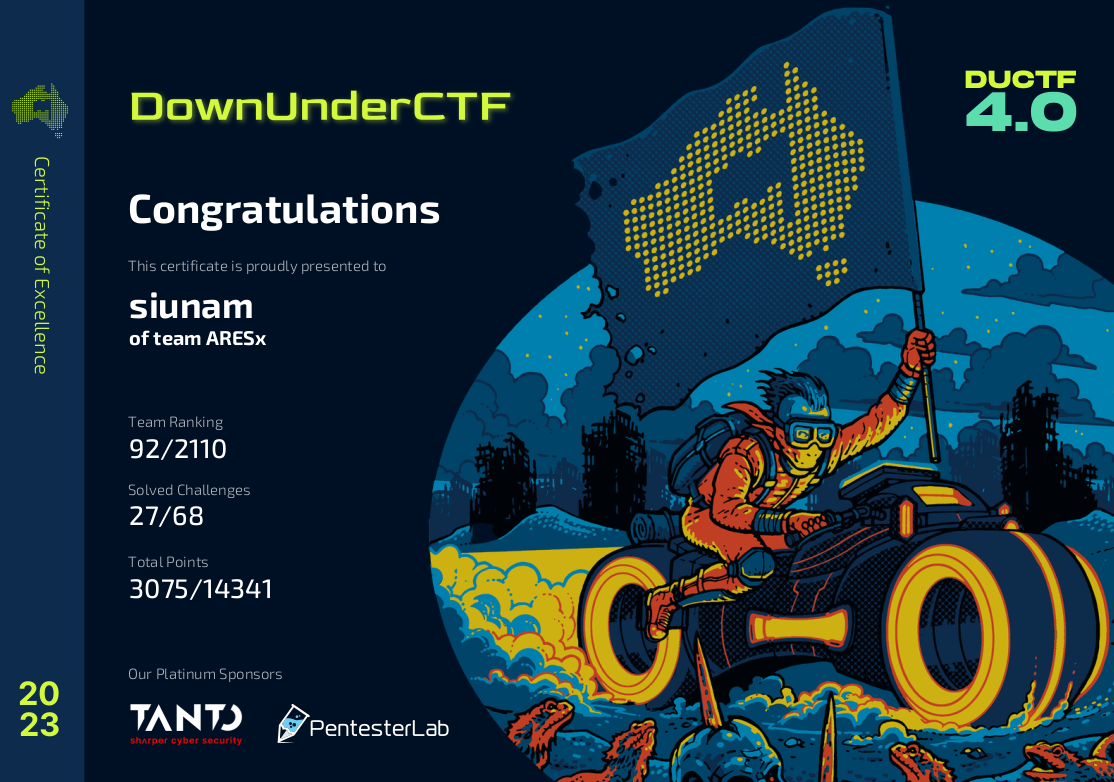 Certificate of Excellence
2023
DownUnderCTF
DUCTF
4.0
Congratulations
This certificate is proudly presented to
siunam
of team ARESx
Team Ranking
92/2110
Solved Challenges
27/68
Total Points
3075/14341
Our Platinum Sponsors
TANTO
sharper cyber security
PentesterLab